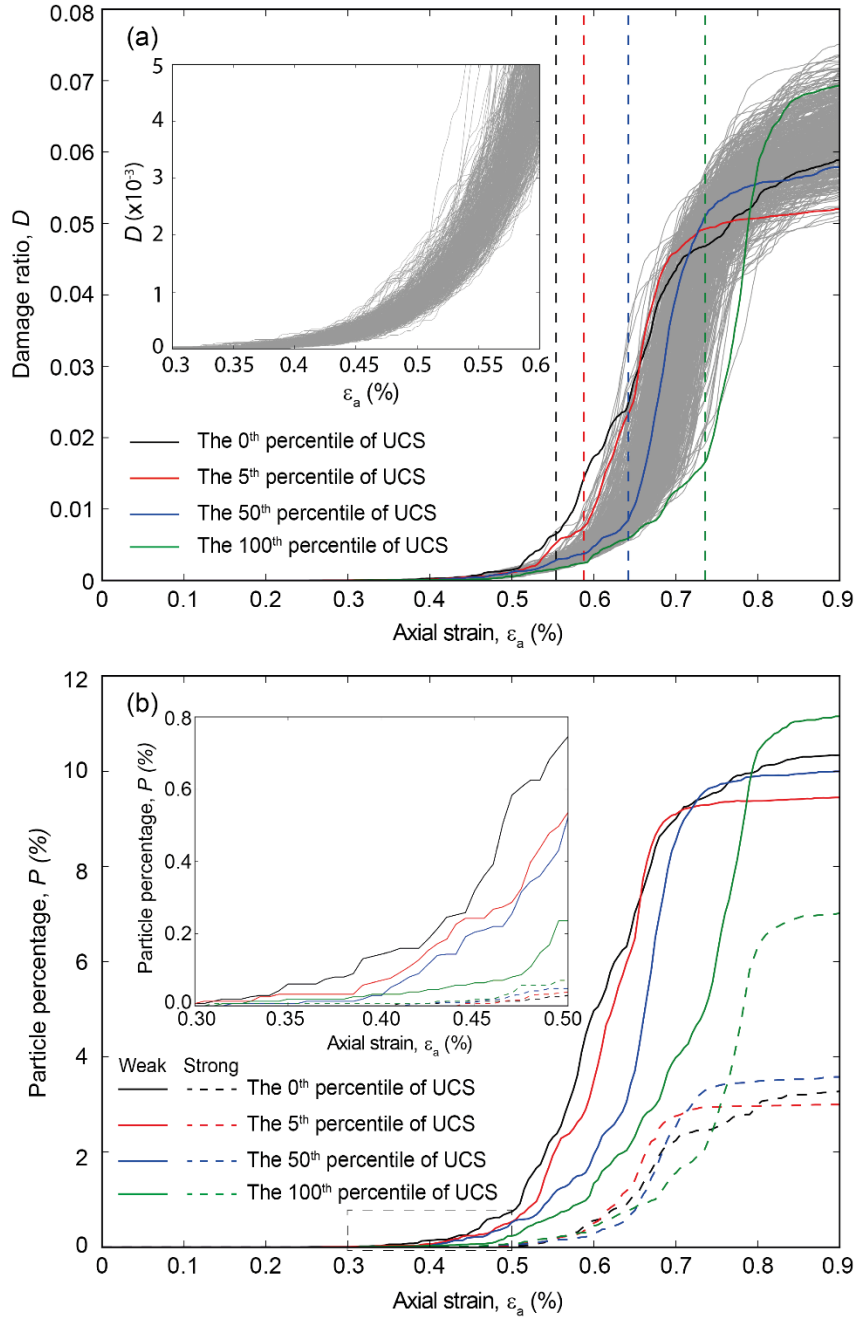 (a)
0.08
0.07
0.06
0.05
0.04
0.03
0.02
0.01
0
Damage ratio, D
5
4
3
2
1
0
D (x10⁻³)
0.3 0.35 0.4 0.45 0.5 0.55 0.6
εₐ (%)
The 0ᵗʰ percentile of UCS
The 5ᵗʰ percentile of UCS
The 50ᵗʰ percentile of UCS
The 100ᵗʰ percentile of UCS
0 0.1 0.2 0.3 0.4 0.5 0.6 0.7 0.8 0.9
Axial strain, εₐ (%)
(b)
12
10
8
6
4
2
0
Particle percentage, P (%)
0.8
0.6
0.4
0.2
0.0
Particle percentage, P (%)
0.30 0.35 0.40 0.45 0.50
Axial strain, εₐ (%)
Weak Strong
The 0ᵗʰ percentile of UCS
The 5ᵗʰ percentile of UCS
The 50ᵗʰ percentile of UCS
The 100ᵗʰ percentile of UCS
0 0.1 0.2 0.3 0.4 0.5 0.6 0.7 0.8 0.9
Axial strain, εₐ (%)